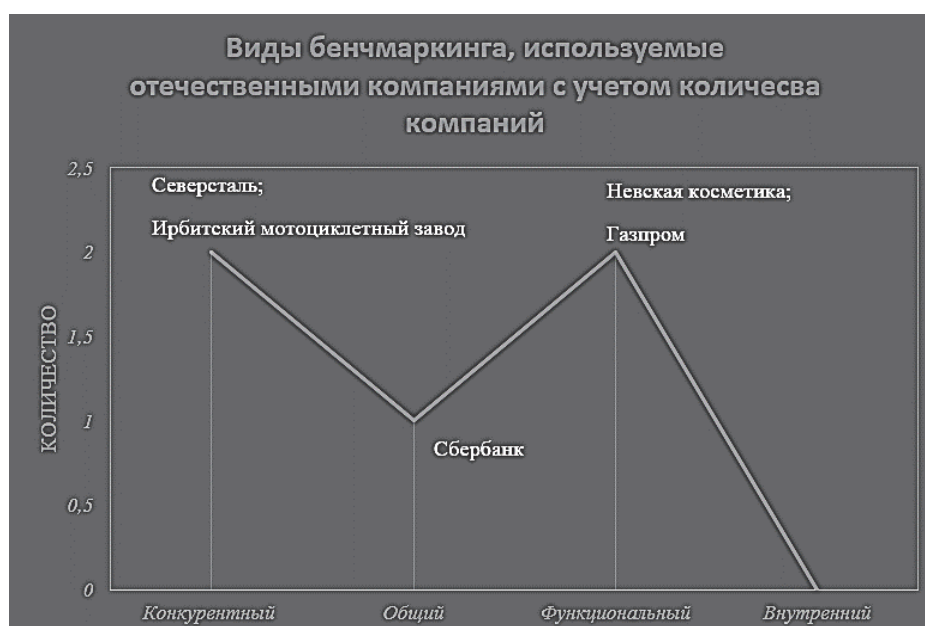 Виды бенчмаркинга, используемые
отечественными компаниями с учетом количесва
компаний
2,5
2
1,5
1
0,5
0
КОЛИЧЕСТВО
Северсталь;
Ирбитский мотоциклетный завод
Невская косметика;
Газпром
Сбербанк
Конкурентный
Общий
Функциональный
Внутренний